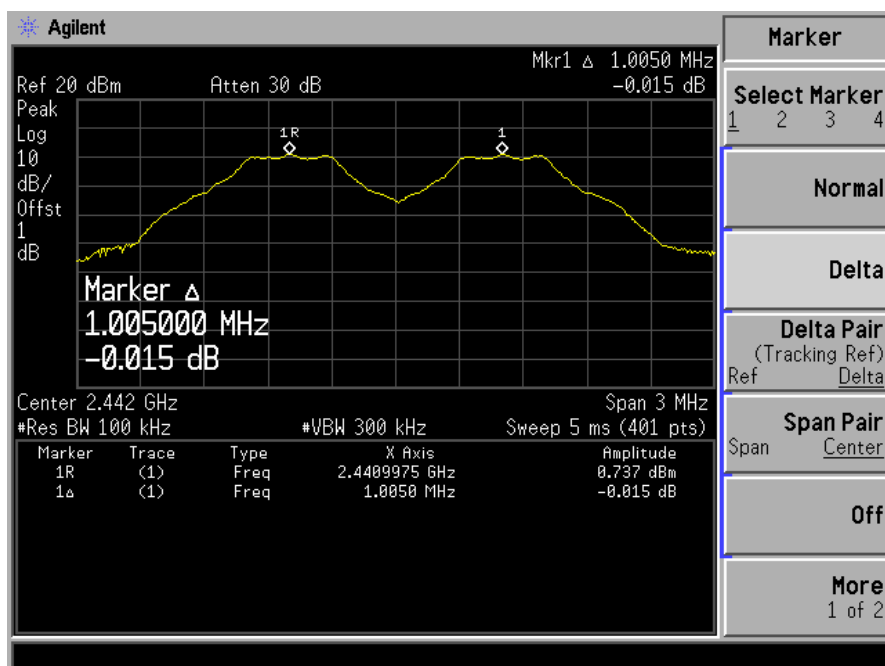 Agilent
Marker
Mkr1 Δ 1.0050 MHz
Ref 20 dBm Atten 30 dB -0.015 dB
Peak
Log
10
dB/
Offst
1
dB
1R 1
Marker Δ
1.005000 MHz
-0.015 dB
Center 2.442 GHz Span 3 MHz
#Res BW 100 kHz #VBW 300 kHz Sweep 5 ms (401 pts)
Marker Trace Type X Axis Amplitude
1R (1) Freq 2.4409975 GHz 0.737 dBm
1Δ (1) Freq 1.0050 MHz -0.015 dB
Select Marker
1 2 3 4
Normal
Delta
Delta Pair
(Tracking Ref)
Ref Delta
Span Pair
Span Center
Off
More
1 of 2